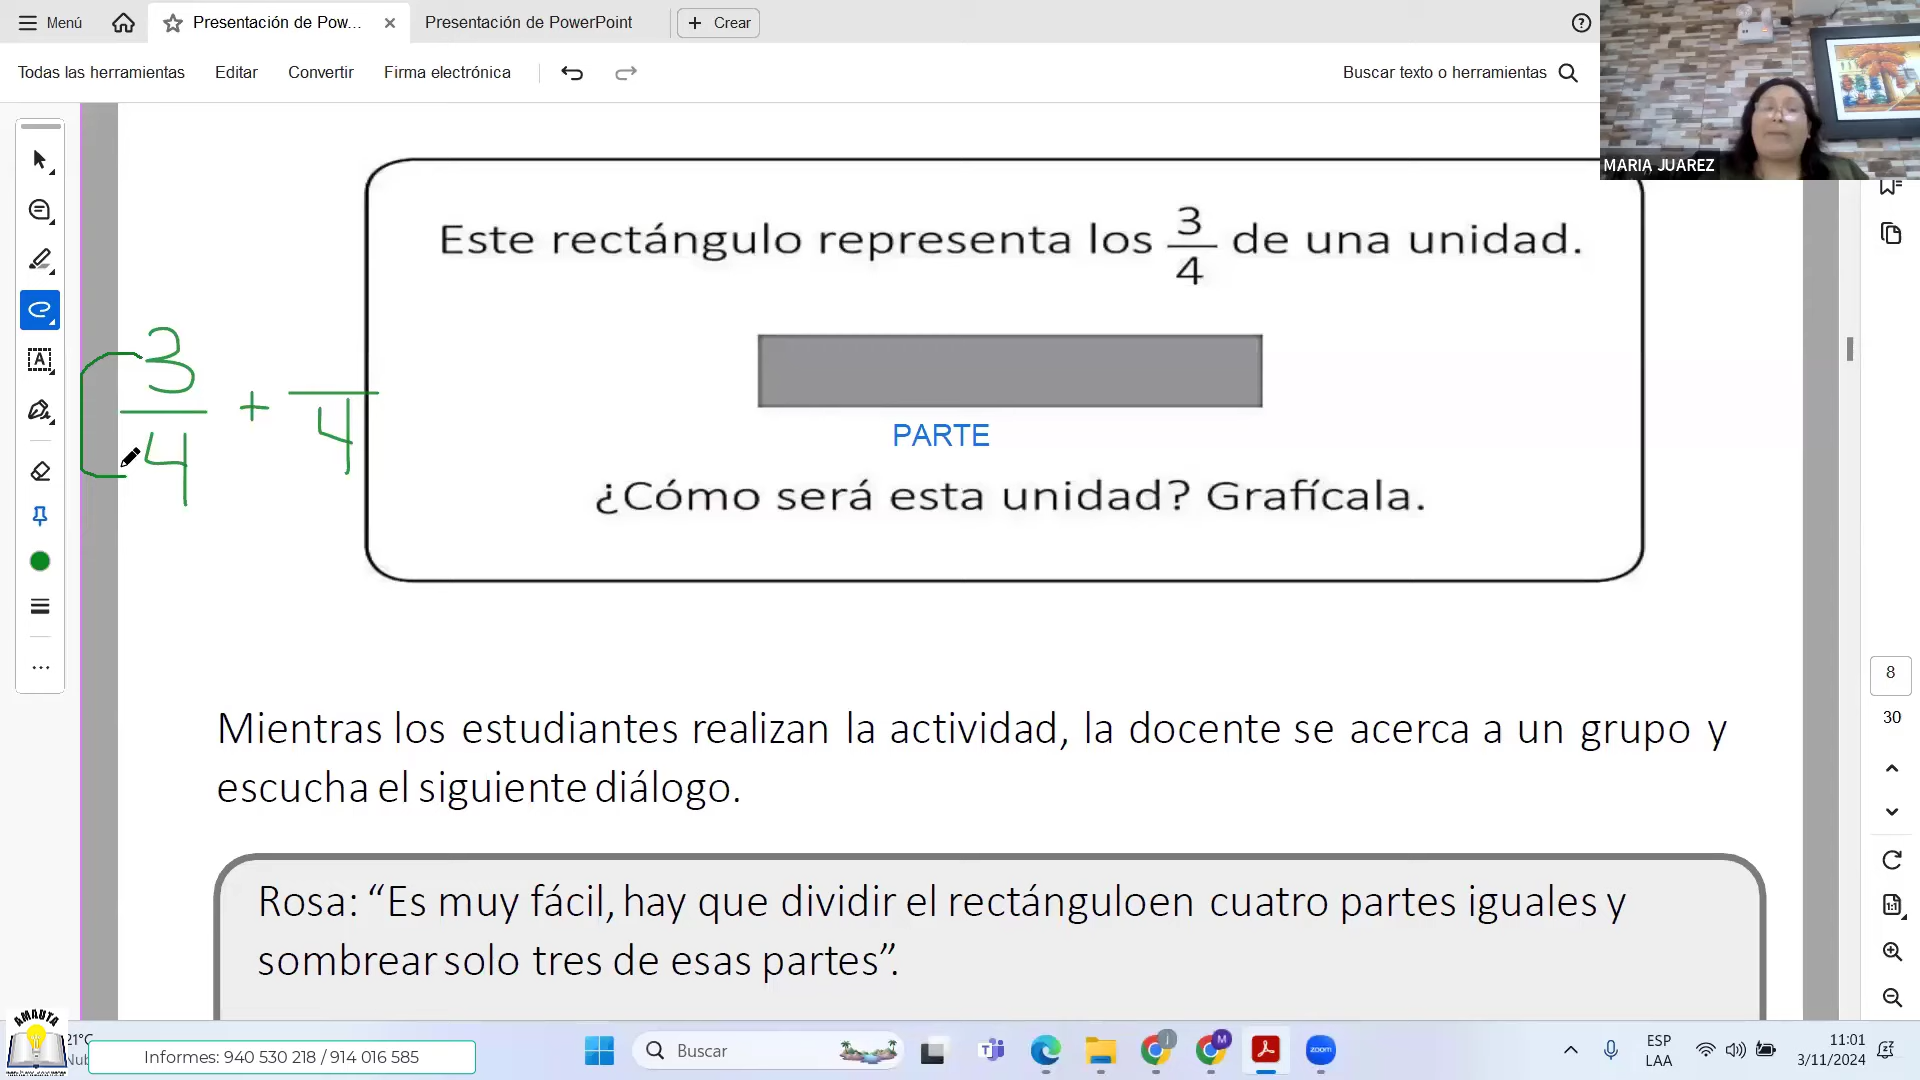 Menú
Presentación de Pow...
Presentación de PowerPoint
Crear
Todas las herramientas
Editar
Convertir
Firma electrónica
Buscar texto o herramientas
MARIA JUAREZ
Este rectángulo representa los 3/4 de una unidad.
3/4 + /4
PARTE
¿Cómo será esta unidad? Grafícala.
Mientras los estudiantes realizan la actividad, la docente se acerca a un grupo y
escucha el siguiente diálogo.
Rosa: “Es muy fácil, hay que dividir el rectánguloen cuatro partes iguales y
sombrear solo tres de esas partes”.
8
30
AMAUTA
21°C
Nub
Informes: 940 530 218 / 914 016 585
Buscar
zoom
ESP
LAA
11:01
3/11/2024